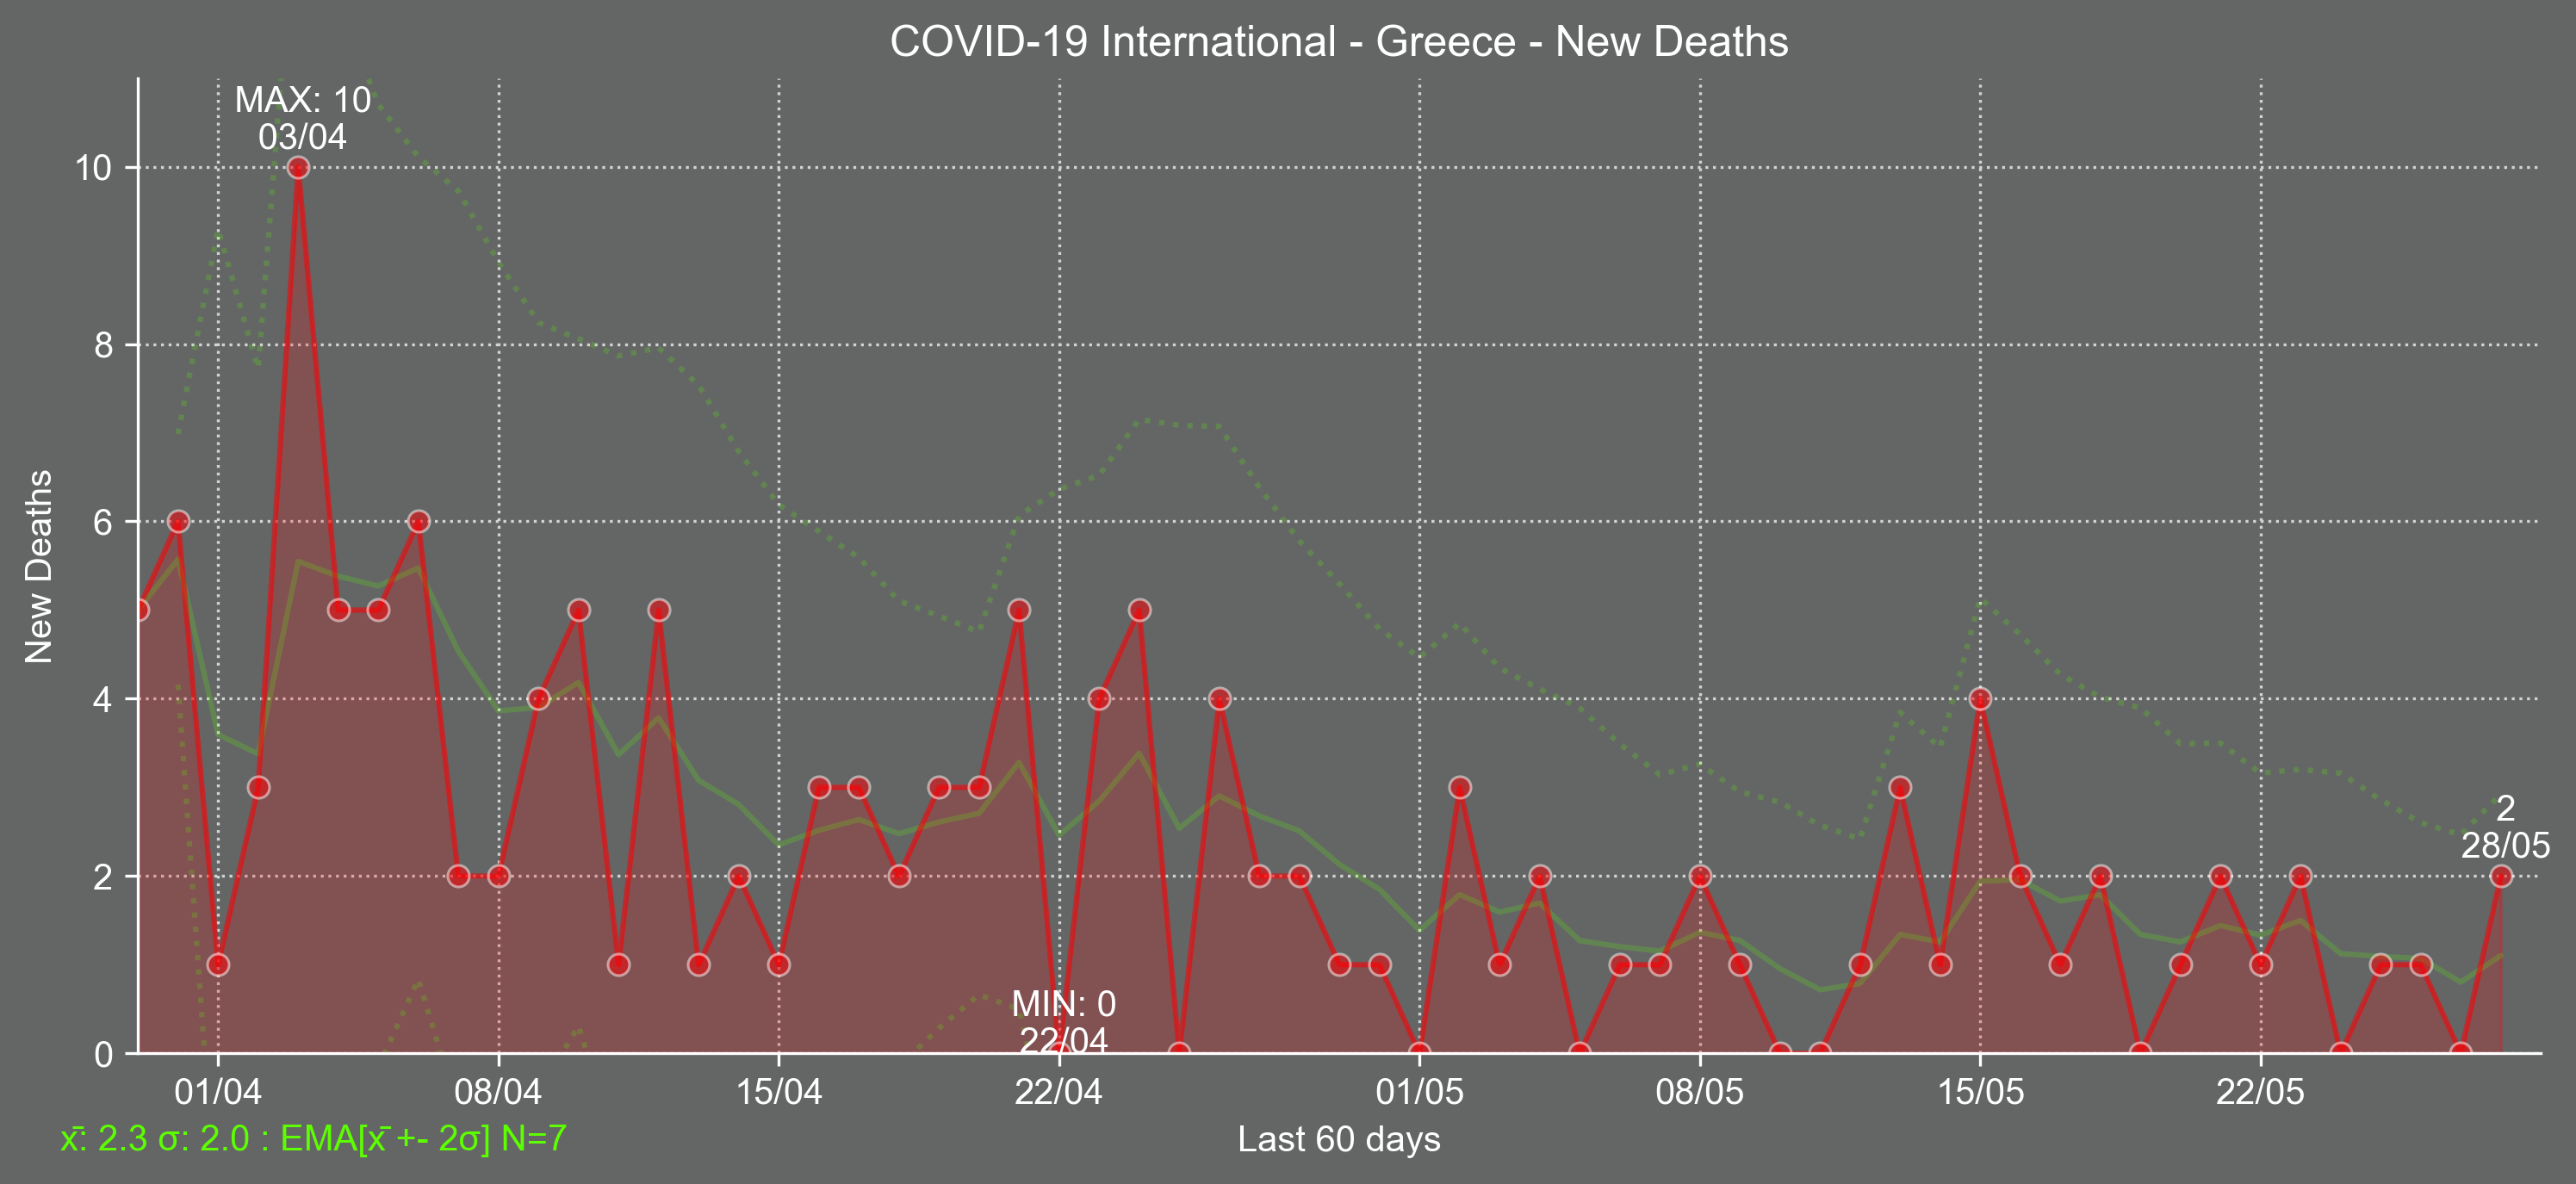 COVID-19 International - Greece - New Deaths
MAX: 10
03/04
10
8
6
4
2
0
New Deaths
MIN: 0
22/04
2
28/05
01/04 08/04 15/04 22/04 01/05 08/05 15/05 22/05
x̄: 2.3 σ: 2.0 : EMA[x̄ +- 2σ] N=7
Last 60 days